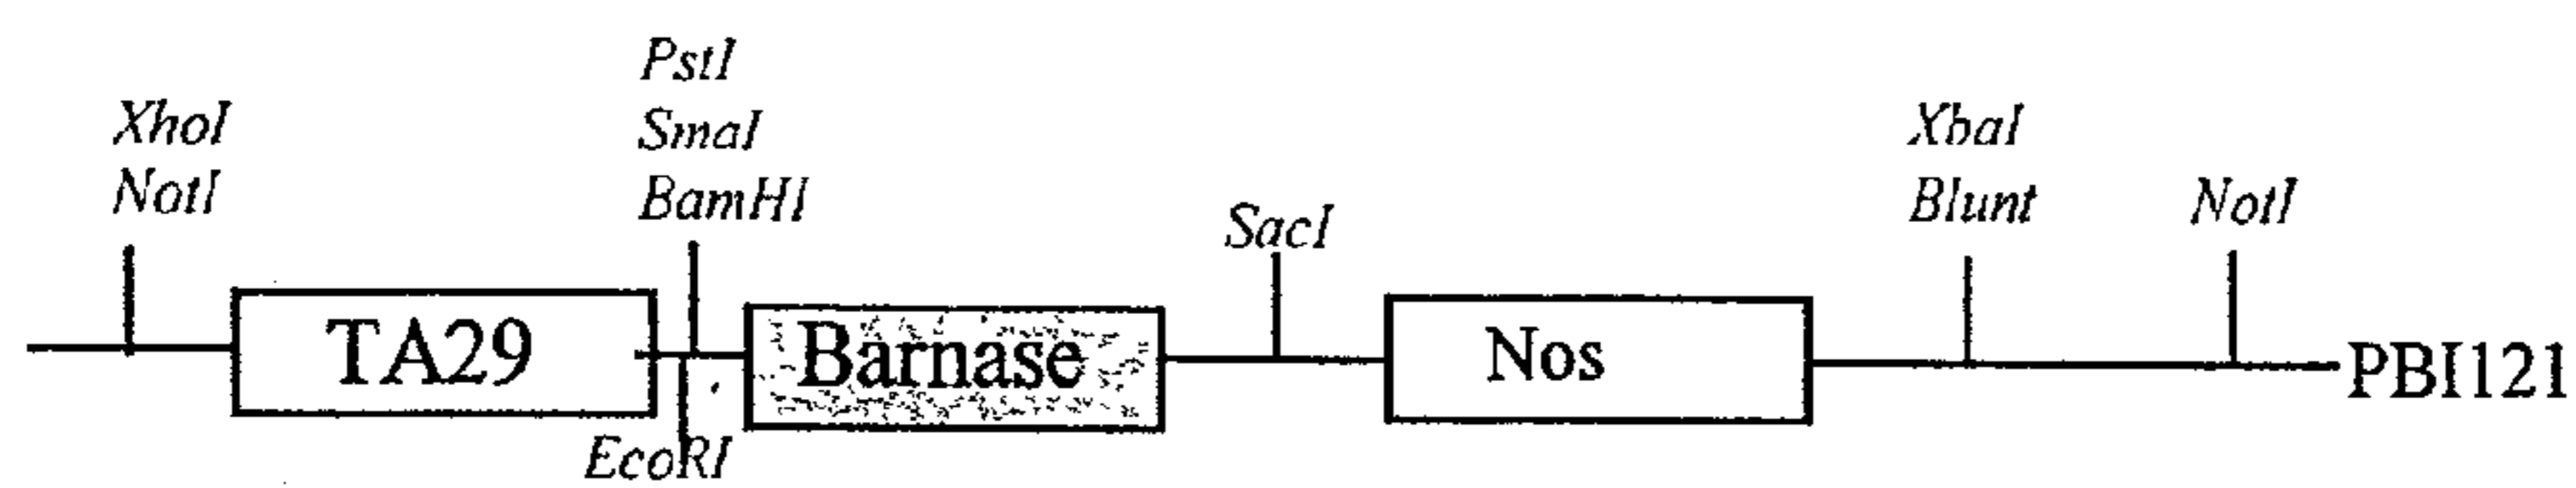 PstI
XhoI
SmaI
XbaI
NotI
BamHI
SacI
Blunt
NotI
TA29
Barnase
Nos
PBI121
EcoRI